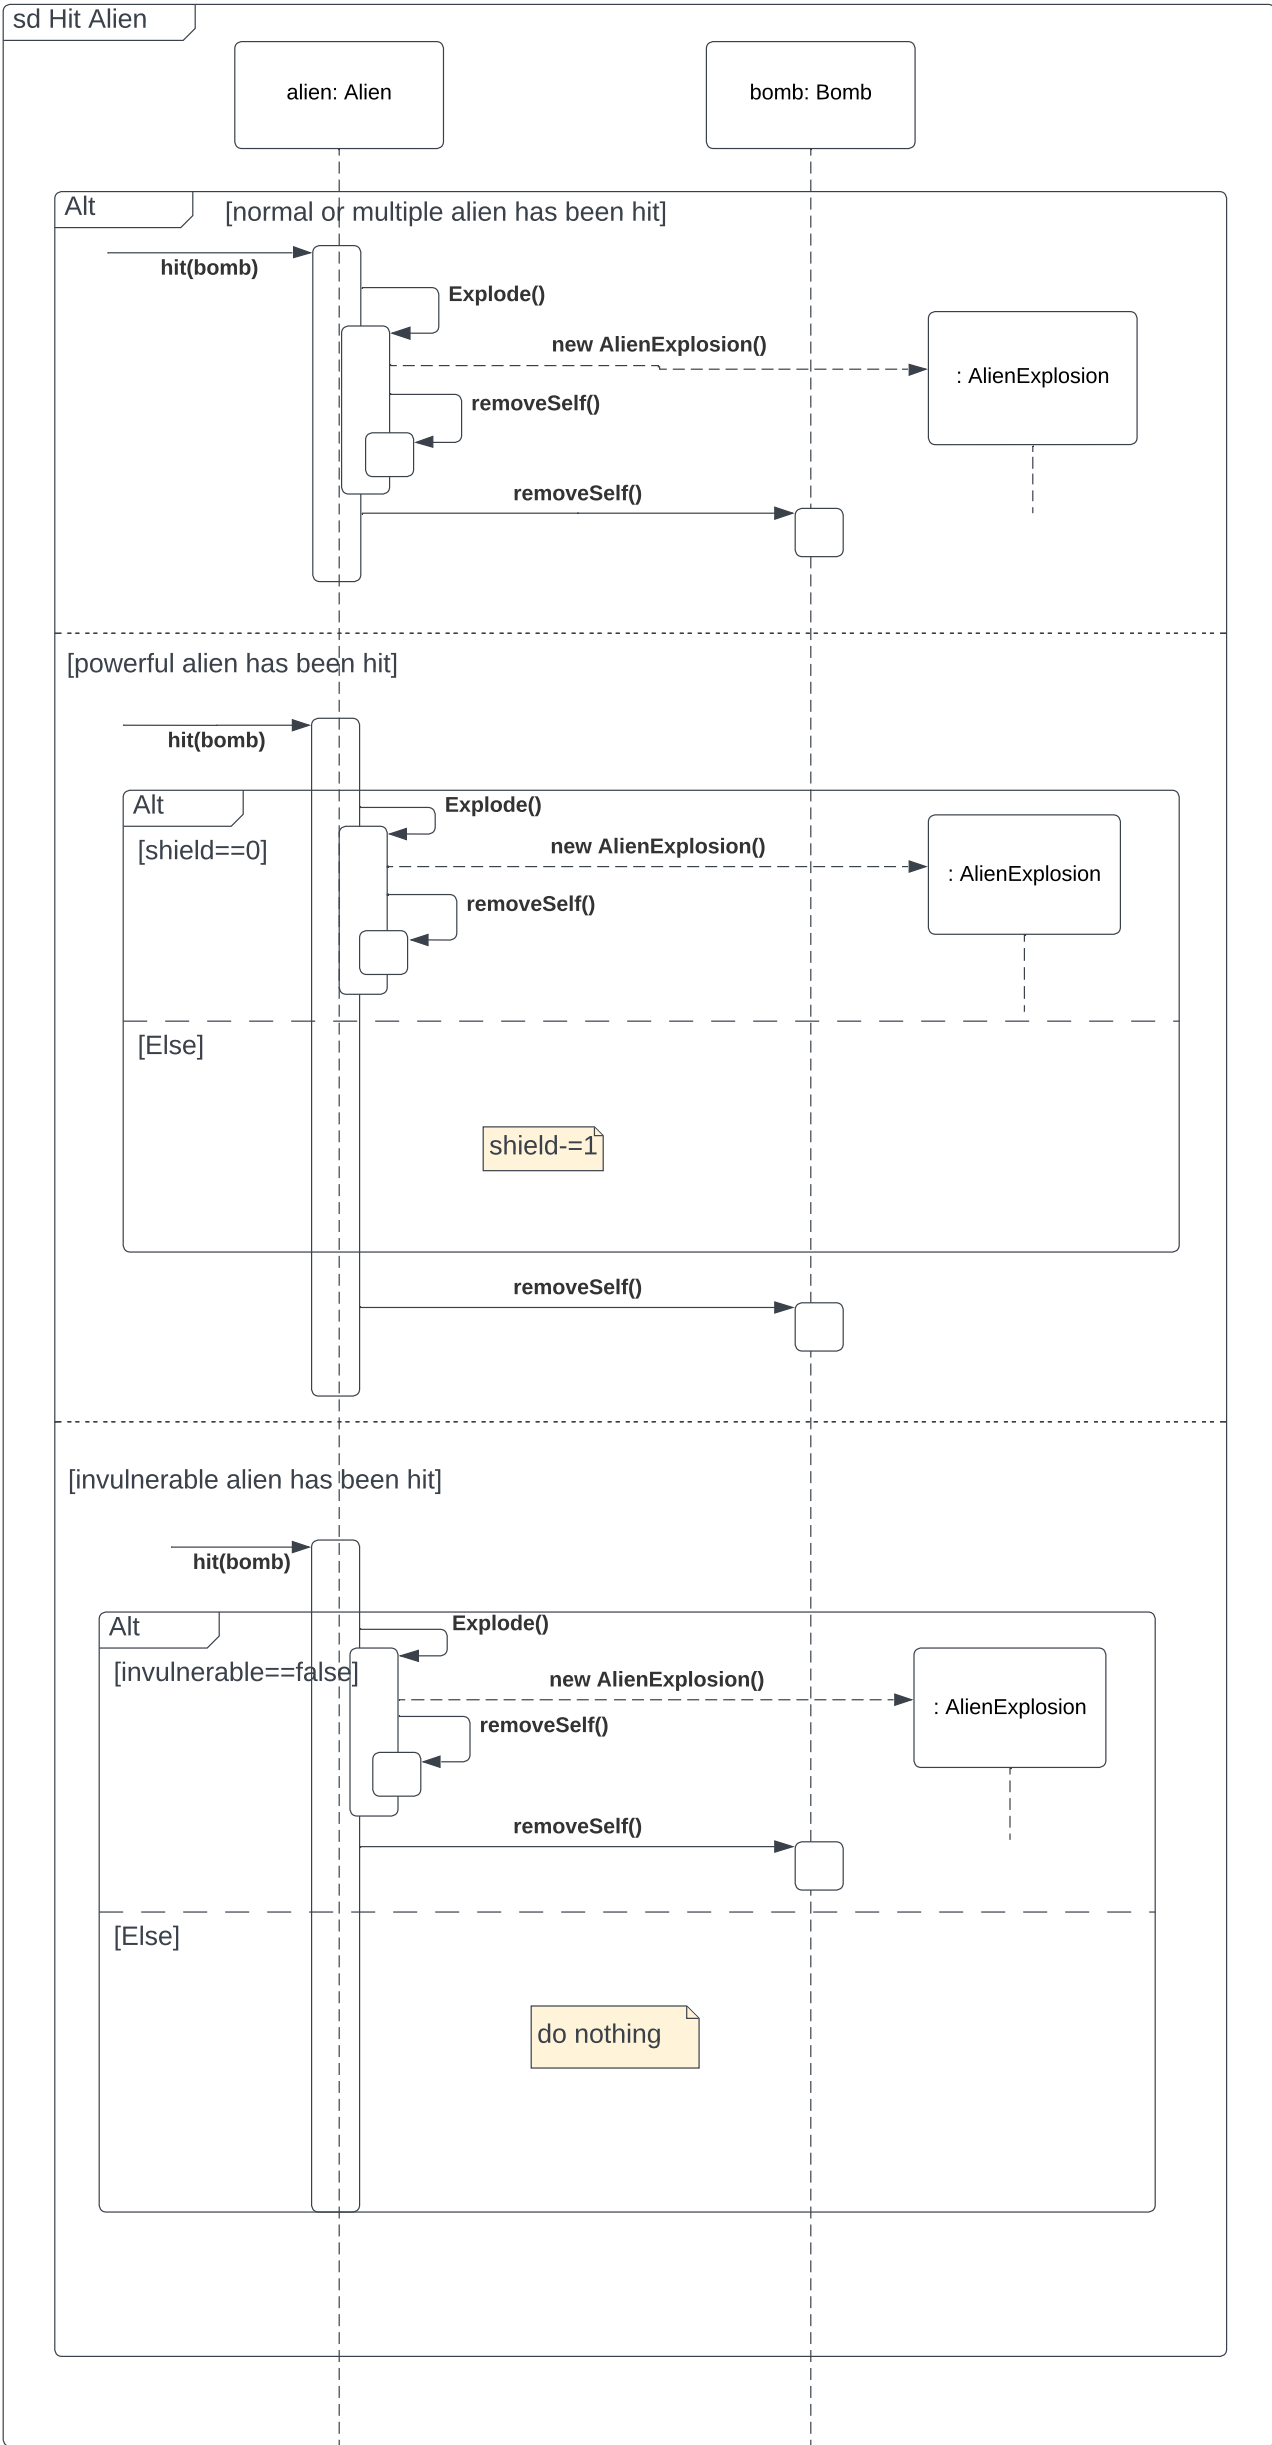 sd Hit Alien
alien: Alien
bomb: Bomb
Alt
[normal or multiple alien has been hit]
hit(bomb)
Explode()
new AlienExplosion()
: AlienExplosion
removeSelf()
removeSelf()
[powerful alien has been hit]
hit(bomb)
Alt
Explode()
[shield==0]
new AlienExplosion()
: AlienExplosion
removeSelf()
[Else]
shield-=1
removeSelf()
[invulnerable alien has been hit]
hit(bomb)
Alt
Explode()
[invulnerable==false]
new AlienExplosion()
: AlienExplosion
removeSelf()
removeSelf()
[Else]
do nothing